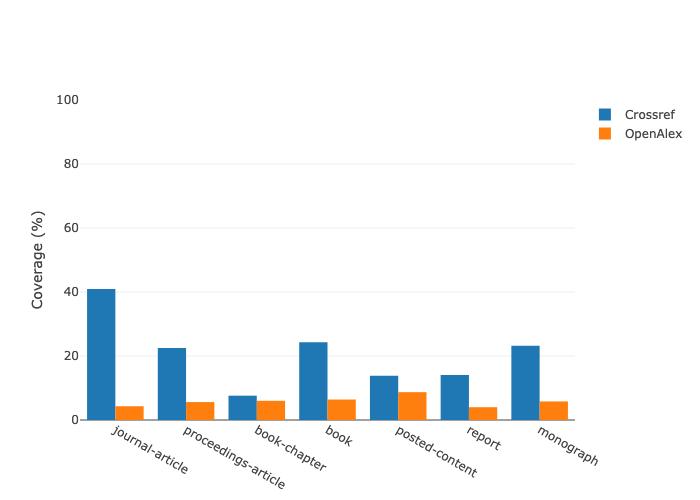 100
80
60
40
20
0
Coverage (%)
journal-article
proceedings-article
book-chapter
book
posted-content
report
monograph
Crossref
OpenAlex